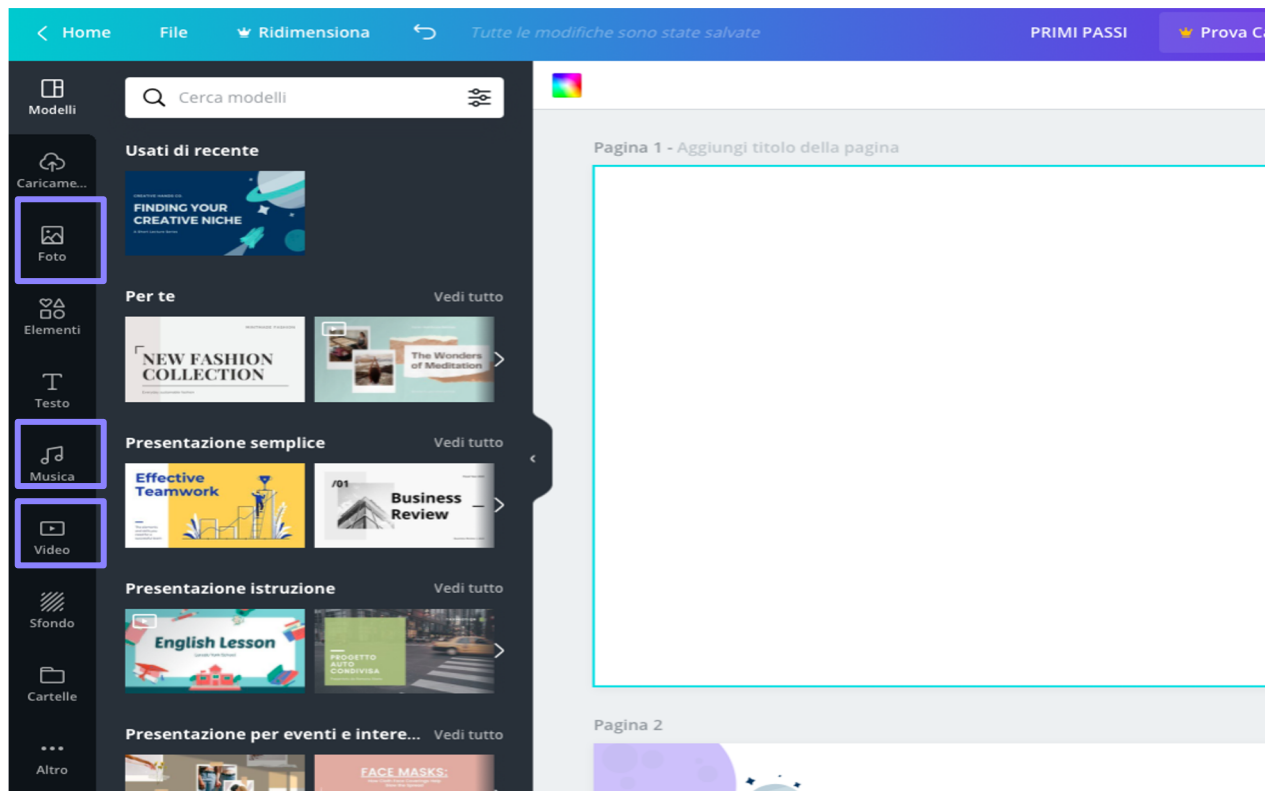 Home
File
Ridimensiona
Tutte le modifiche sono state salvate
PRIMI PASSI
Prova Ca
Modelli
Caricame...
Foto
Elementi
Testo
Musica
Video
Sfondo
Cartelle
Altro
Cerca modelli
Usati di recente
FINDING YOUR
CREATIVE NICHE
Per te
Vedi tutto
NEW FASHION
COLLECTION
The Wonders
of Meditation
Presentazione semplice
Vedi tutto
Effective
Teamwork
/01
Business
Review
Presentazione istruzione
Vedi tutto
English Lesson
PROGETTO
AUTO
CONDIVISA
Presentazione per eventi e intere...
Vedi tutto
FACE MASKS:
Pagina 1 - Aggiungi titolo della pagina
Pagina 2